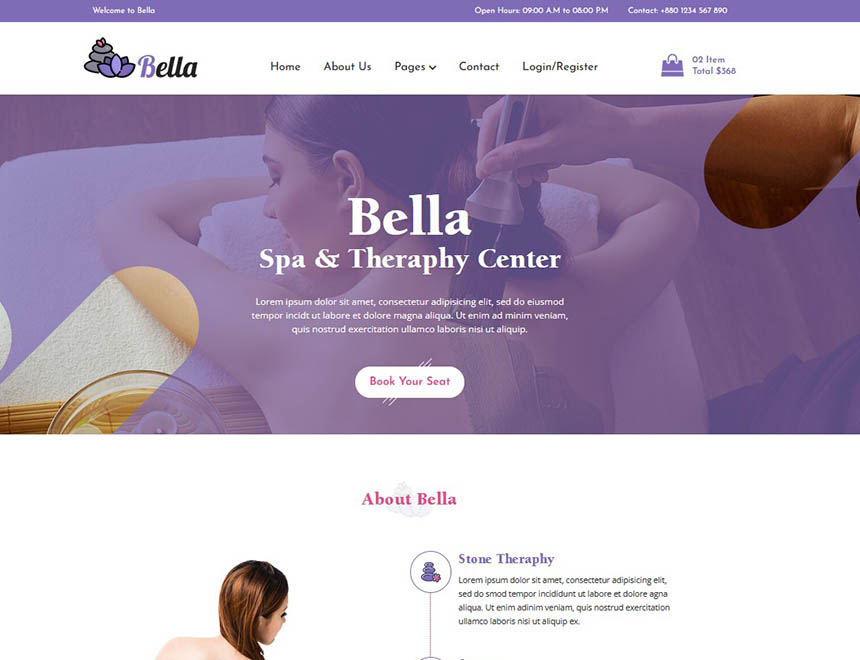 Welcome to Bella
Open Hours: 09:00 A.M to 08:00 P.M
Contact: +880 1234 567 890
Bella
Home
About Us
Pages
Contact
Login/Register
02 Item
Total $368
Bella
Spa & Theraphy Center
Lorem ipsum dolor sit amet, consectetur adipisicing elit, sed do eiusmod
tempor incidt ut labore et dolore magna aliqua. Ut enim ad minim veniam,
quis nostrud exercitation ullamco laboris nisi ut aliquip.
Book Your Seat
About Bella
Stone Theraphy
Lorem ipsum dolor sit amet, consectetur adipisicing elit,
sed do smod tempor incididunt ut labore et dolore agna
aliqua. Ut enim adinim veniam, quis nostrud exercitation
ullamco laboris nisi ut aliquip ex.